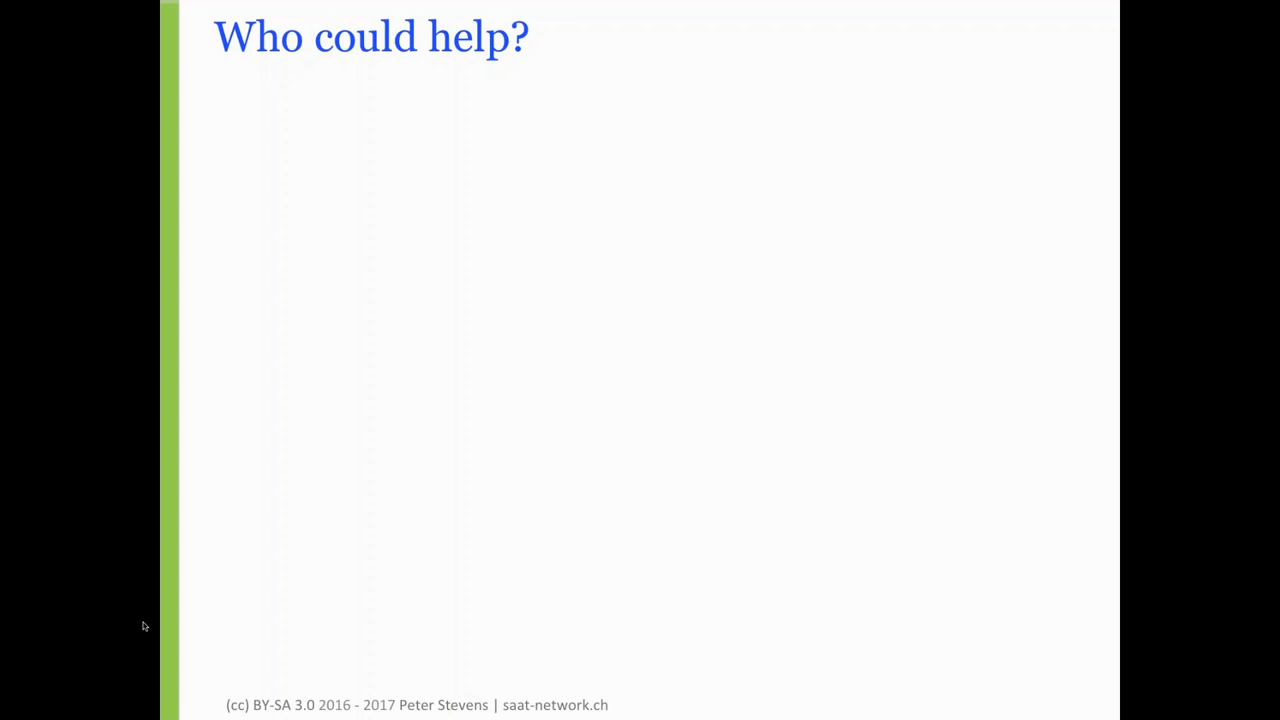 Who could help?
(cc) BY-SA 3.0 2016 - 2017 Peter Stevens | saat-network.ch